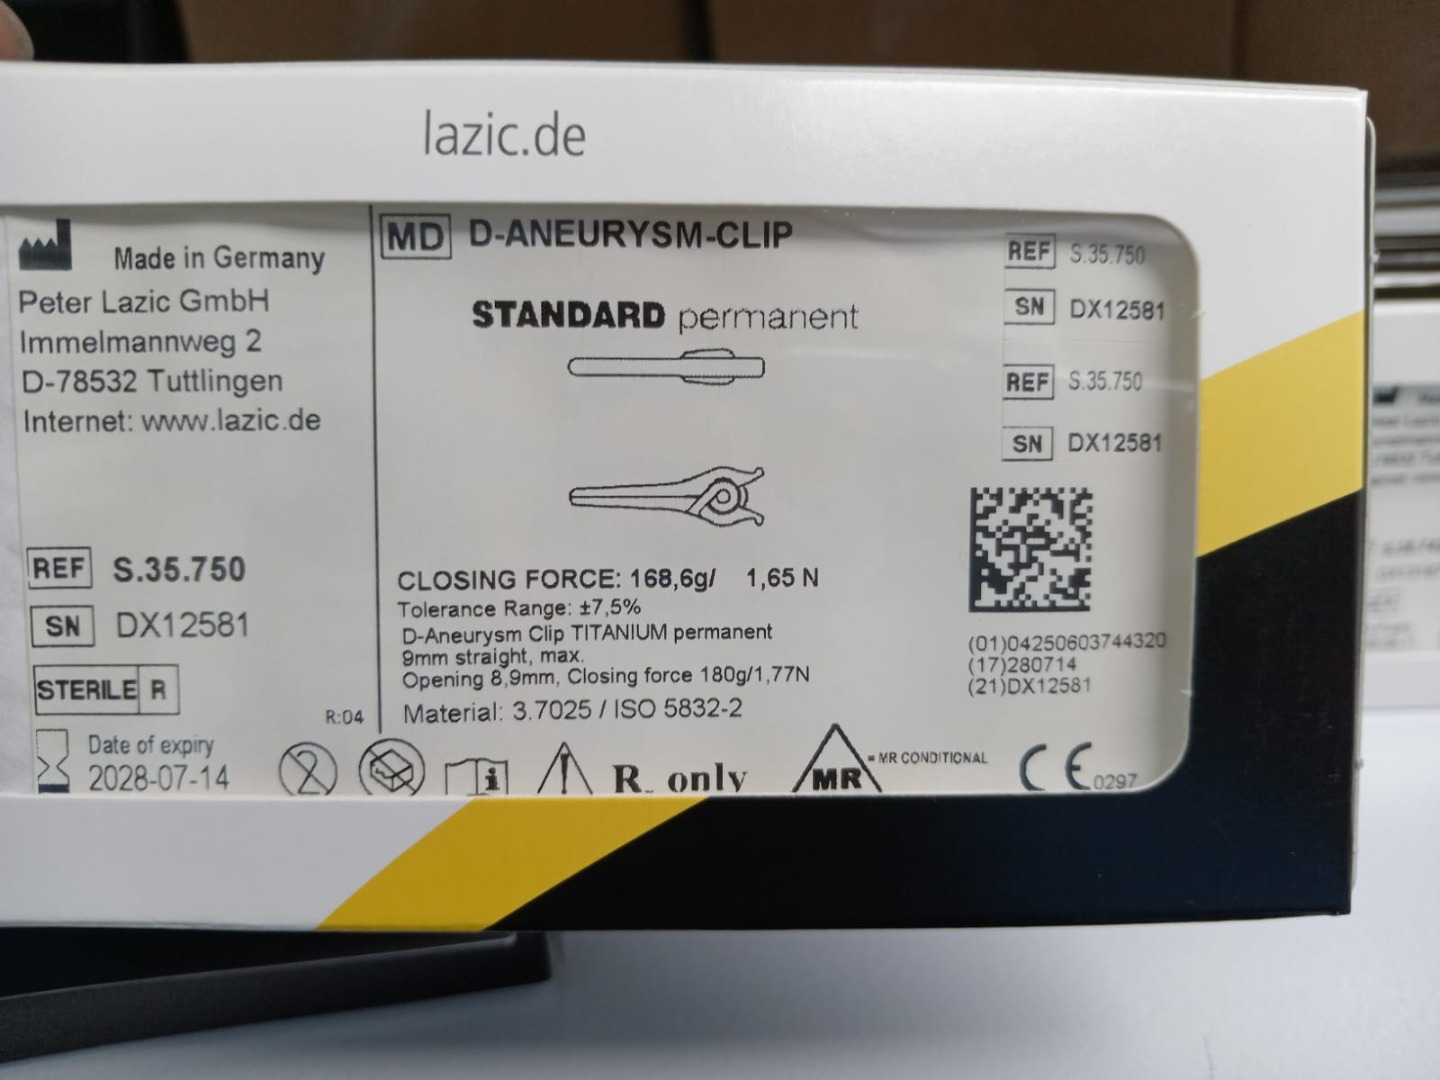 lazic.de
Made in Germany
Peter Lazic GmbH
Immelmannweg 2
D-78532 Tuttlingen
Internet: www.lazic.de
REF S.35.750
SN DX12581
STERILE R
R:04
Date of expiry
2028-07-14
MD D-ANEURYSM-CLIP
STANDARD permanent
CLOSING FORCE: 168,6g/ 1,65 N
Tolerance Range: ±7,5%
D-Aneurysm Clip TITANIUM permanent
9mm straight, max.
Opening 8,9mm, Closing force 180g/1,77N
Material: 3.7025 / ISO 5832-2
2
i
R only
MR
= MR CONDITIONAL
CE 0297
REF S.35.750
SN DX12581
REF S.35.750
SN DX12581
(01)04250603744320
(17)280714
(21)DX12581